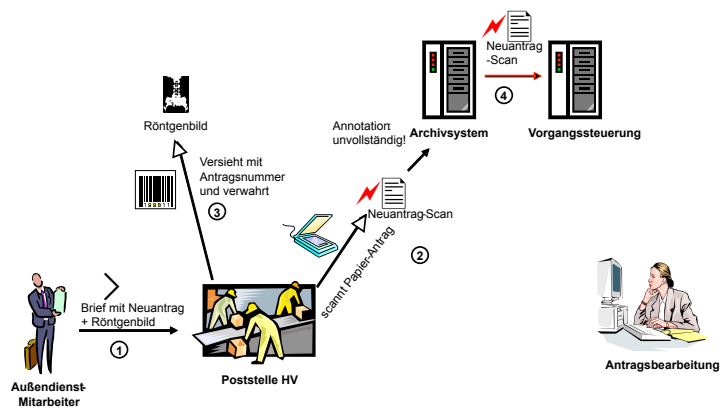 Neuantrag
-Scan
4
Archivsystem
Vorgangssteuerung
Annotation:
unvollständig!
Röntgenbild
Versieht mit
Antragsnummer
und verwahrt
3
Neuantrag-Scan
scannt Papier-Antrag
2
Brief mit Neuantrag
+ Röntgenbild
1
Außendienst-
Mitarbeiter
Poststelle HV
Antragsbearbeitung